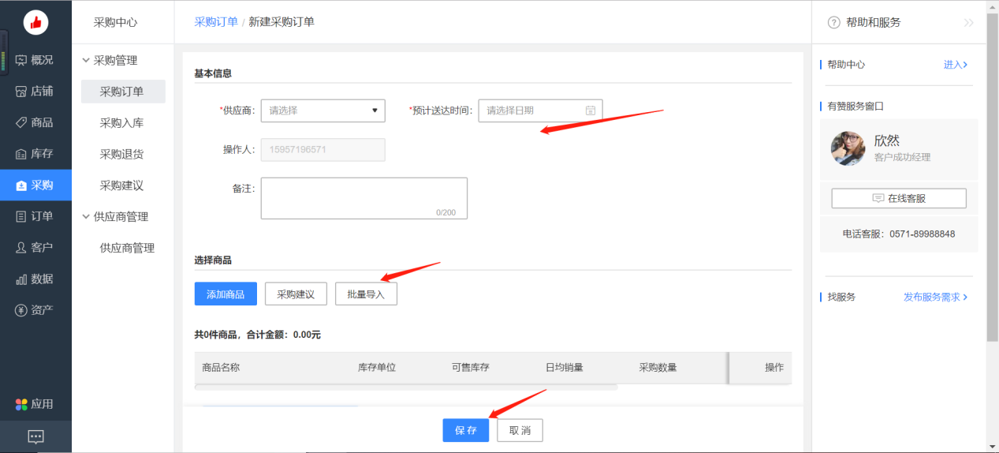 采购中心
采购订单 / 新建采购订单
帮助和服务
概况
店铺
商品
库存
采购
订单
客户
数据
资产
应用
采购管理
采购订单
采购入库
采购退货
采购建议
供应商管理
供应商管理
基本信息
*供应商： 请选择 *预计送达时间： 请选择日期
操作人： 15957196571
备注：
0/200
选择商品
添加商品 采购建议 批量导入
共0件商品，合计金额：0.00元
商品名称 库存单位 可售库存 日均销量 采购数量 操作
保存 取消
帮助中心 进入
有赞服务窗口
欣然
客户成功经理
在线客服
电话客服：0571-89988848
找服务 发布服务需求